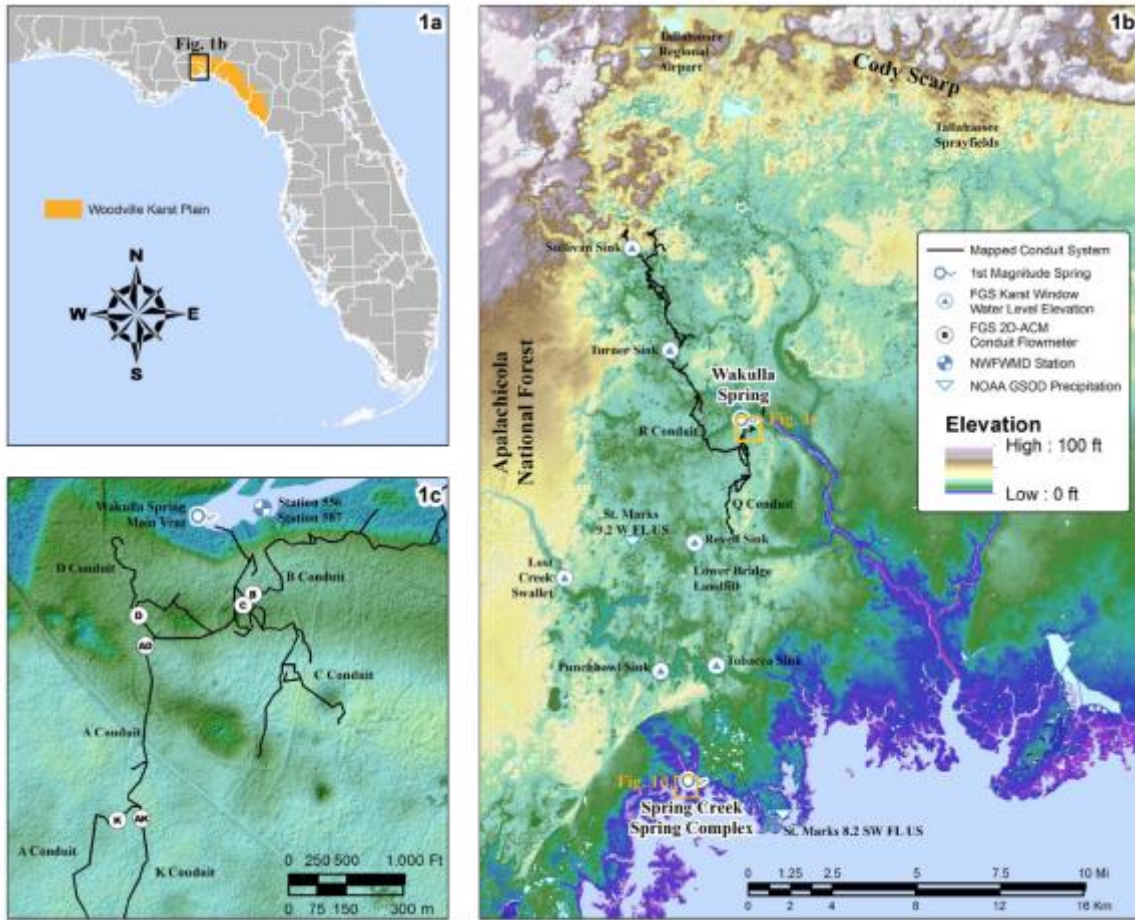 1a
Fig. 1b
Woodville Karst Plain
N
W
E
S
1b
Tallahassee
Regional
Airport
Cody Scarp
Tallahassee
Sprayfields
Sullivan Sink
Turner Sink
Wakulla
Spring
R Conduit
Apalachicola
National Forest
Q Conduit
St. Marks
9.2 W FL US
Revell Sink
Lost
Creek
Swallet
Lower Bridge
Landfill
Punchbowl Sink
Tobacco Sink
Spring Creek
Spring Complex
St. Marks 8.2 SW FL US
Mapped Conduit System
1st Magnitude Spring
FGS Karst Window
Water Level Elevation
B
FGS 2D-ACM
Conduit Flowmeter
NWFWMD Station
NOAA GSOD Precipitation
Elevation
High : 100 ft
Low : 0 ft
0 1.25 2.5 5 7.5 10 Mi
0 2 4 8 12 16 Km
1c
Wakulla Spring
Main Vent
Station 556
Station 587
D Conduit
B Conduit
B
C
D
AD
C Conduit
A Conduit
K
AK
A Conduit
K Conduit
0 250 500 1,000 Ft
0 75 150 300 m